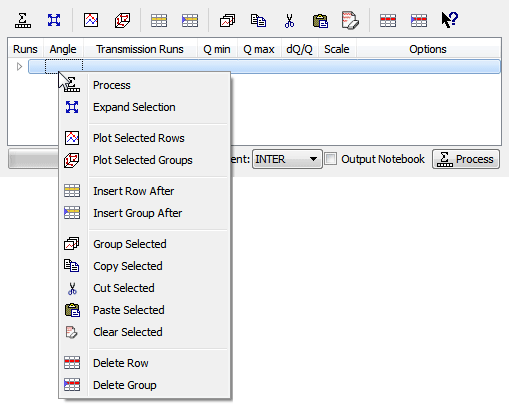 Runs Angle Transmission Runs Q min Q max dQ/Q Scale Options
Process
Expand Selection
Plot Selected Rows
Plot Selected Groups
ent: INTER Output Notebook Process
Insert Row After
Insert Group After
Group Selected
Copy Selected
Cut Selected
Paste Selected
Clear Selected
Delete Row
Delete Group